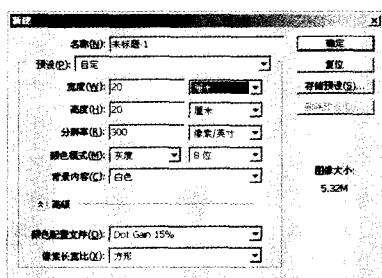 新建
名称(N): 未标题-1
确定
预设(P): 自定
复位
宽度(W): 20 厘米
存储预设(S)...
高度(H): 20 厘米
分辨率(R): 300 像素/英寸
颜色模式(M): 灰度 8 位
背景内容(C): 白色
图像大小:
5.32M
高级
颜色配置文件(O): Dot Gain 15%
像素长宽比(X): 方形